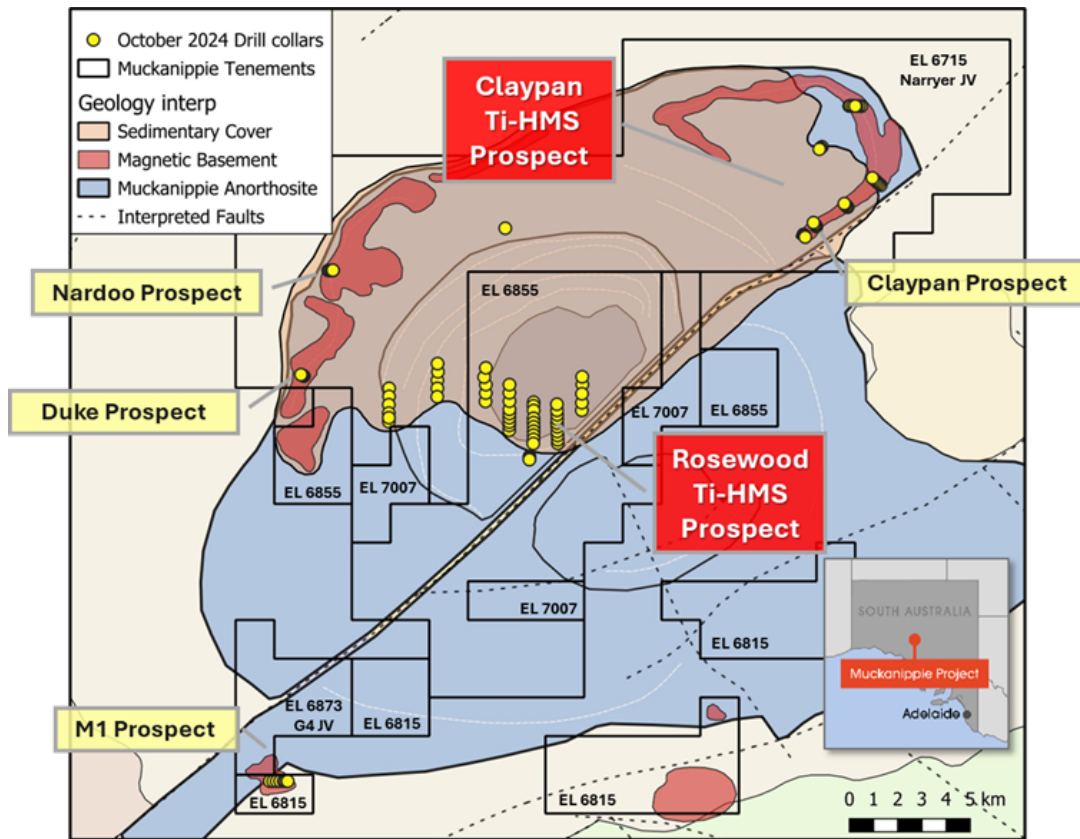 October 2024 Drill collars
Muckanippie Tenements
Geology interp
Sedimentary Cover
Magnetic Basement
Muckanippie Anorthosite
Interpreted Faults
Claypan
Ti-HMS
Prospect
EL 6715
Narryer JV
Nardoo Prospect
Claypan Prospect
EL 6855
Duke Prospect
EL 7007
EL 6855
Rosewood
Ti-HMS
Prospect
EL 6855
EL 7007
EL 7007
EL 6815
SOUTH AUSTRALIA
Muckanippie Project
Adelaide
M1 Prospect
EL 6873
G4 JV
EL 6815
EL 6815
EL 6815
0 1 2 3 4 5 km